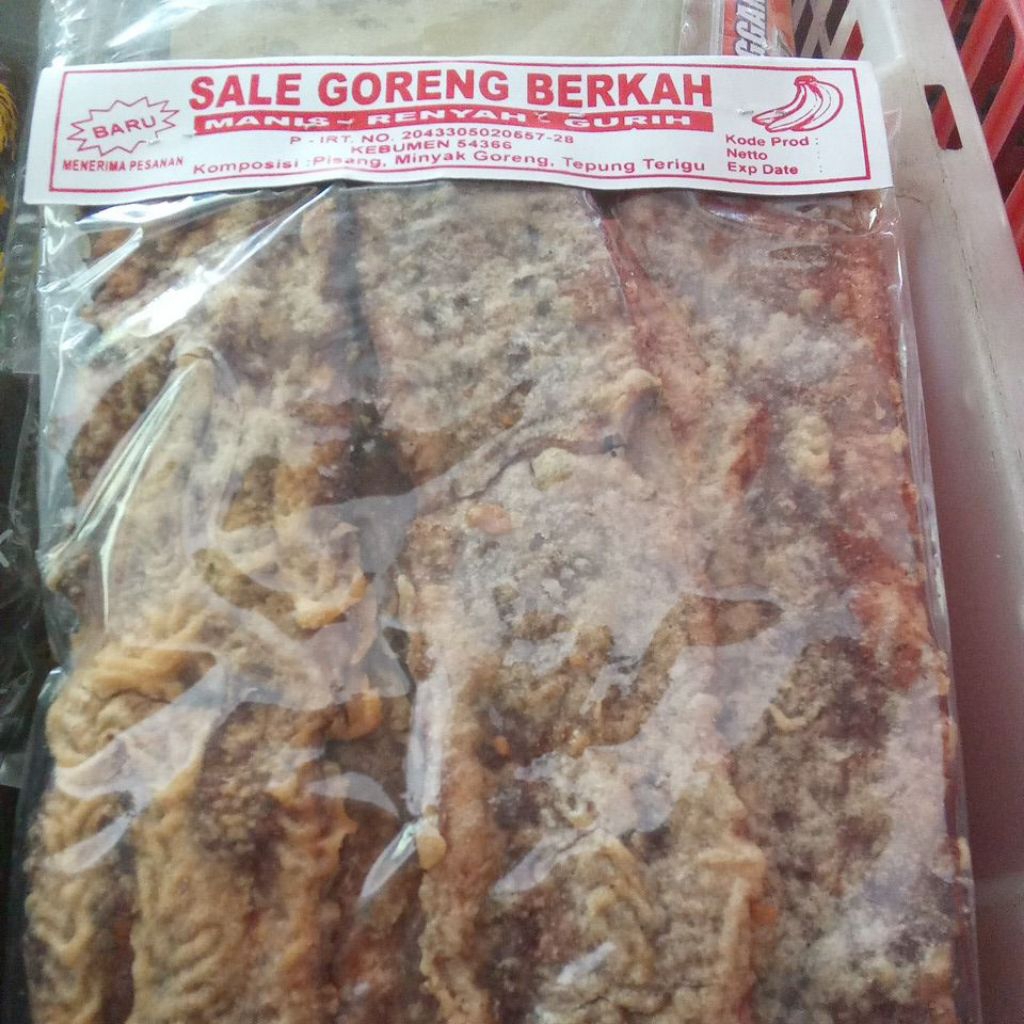 SALE GORENG BERKAH
MANIS - RENYAH - GURIH
P - IRT. NO. 2043305020657-28
KEBUMEN 54366
Komposisi : Pisang, Minyak Goreng, Tepung Terigu
BARU
MENERIMA PESANAN
Kode Prod :
Netto
Exp Date